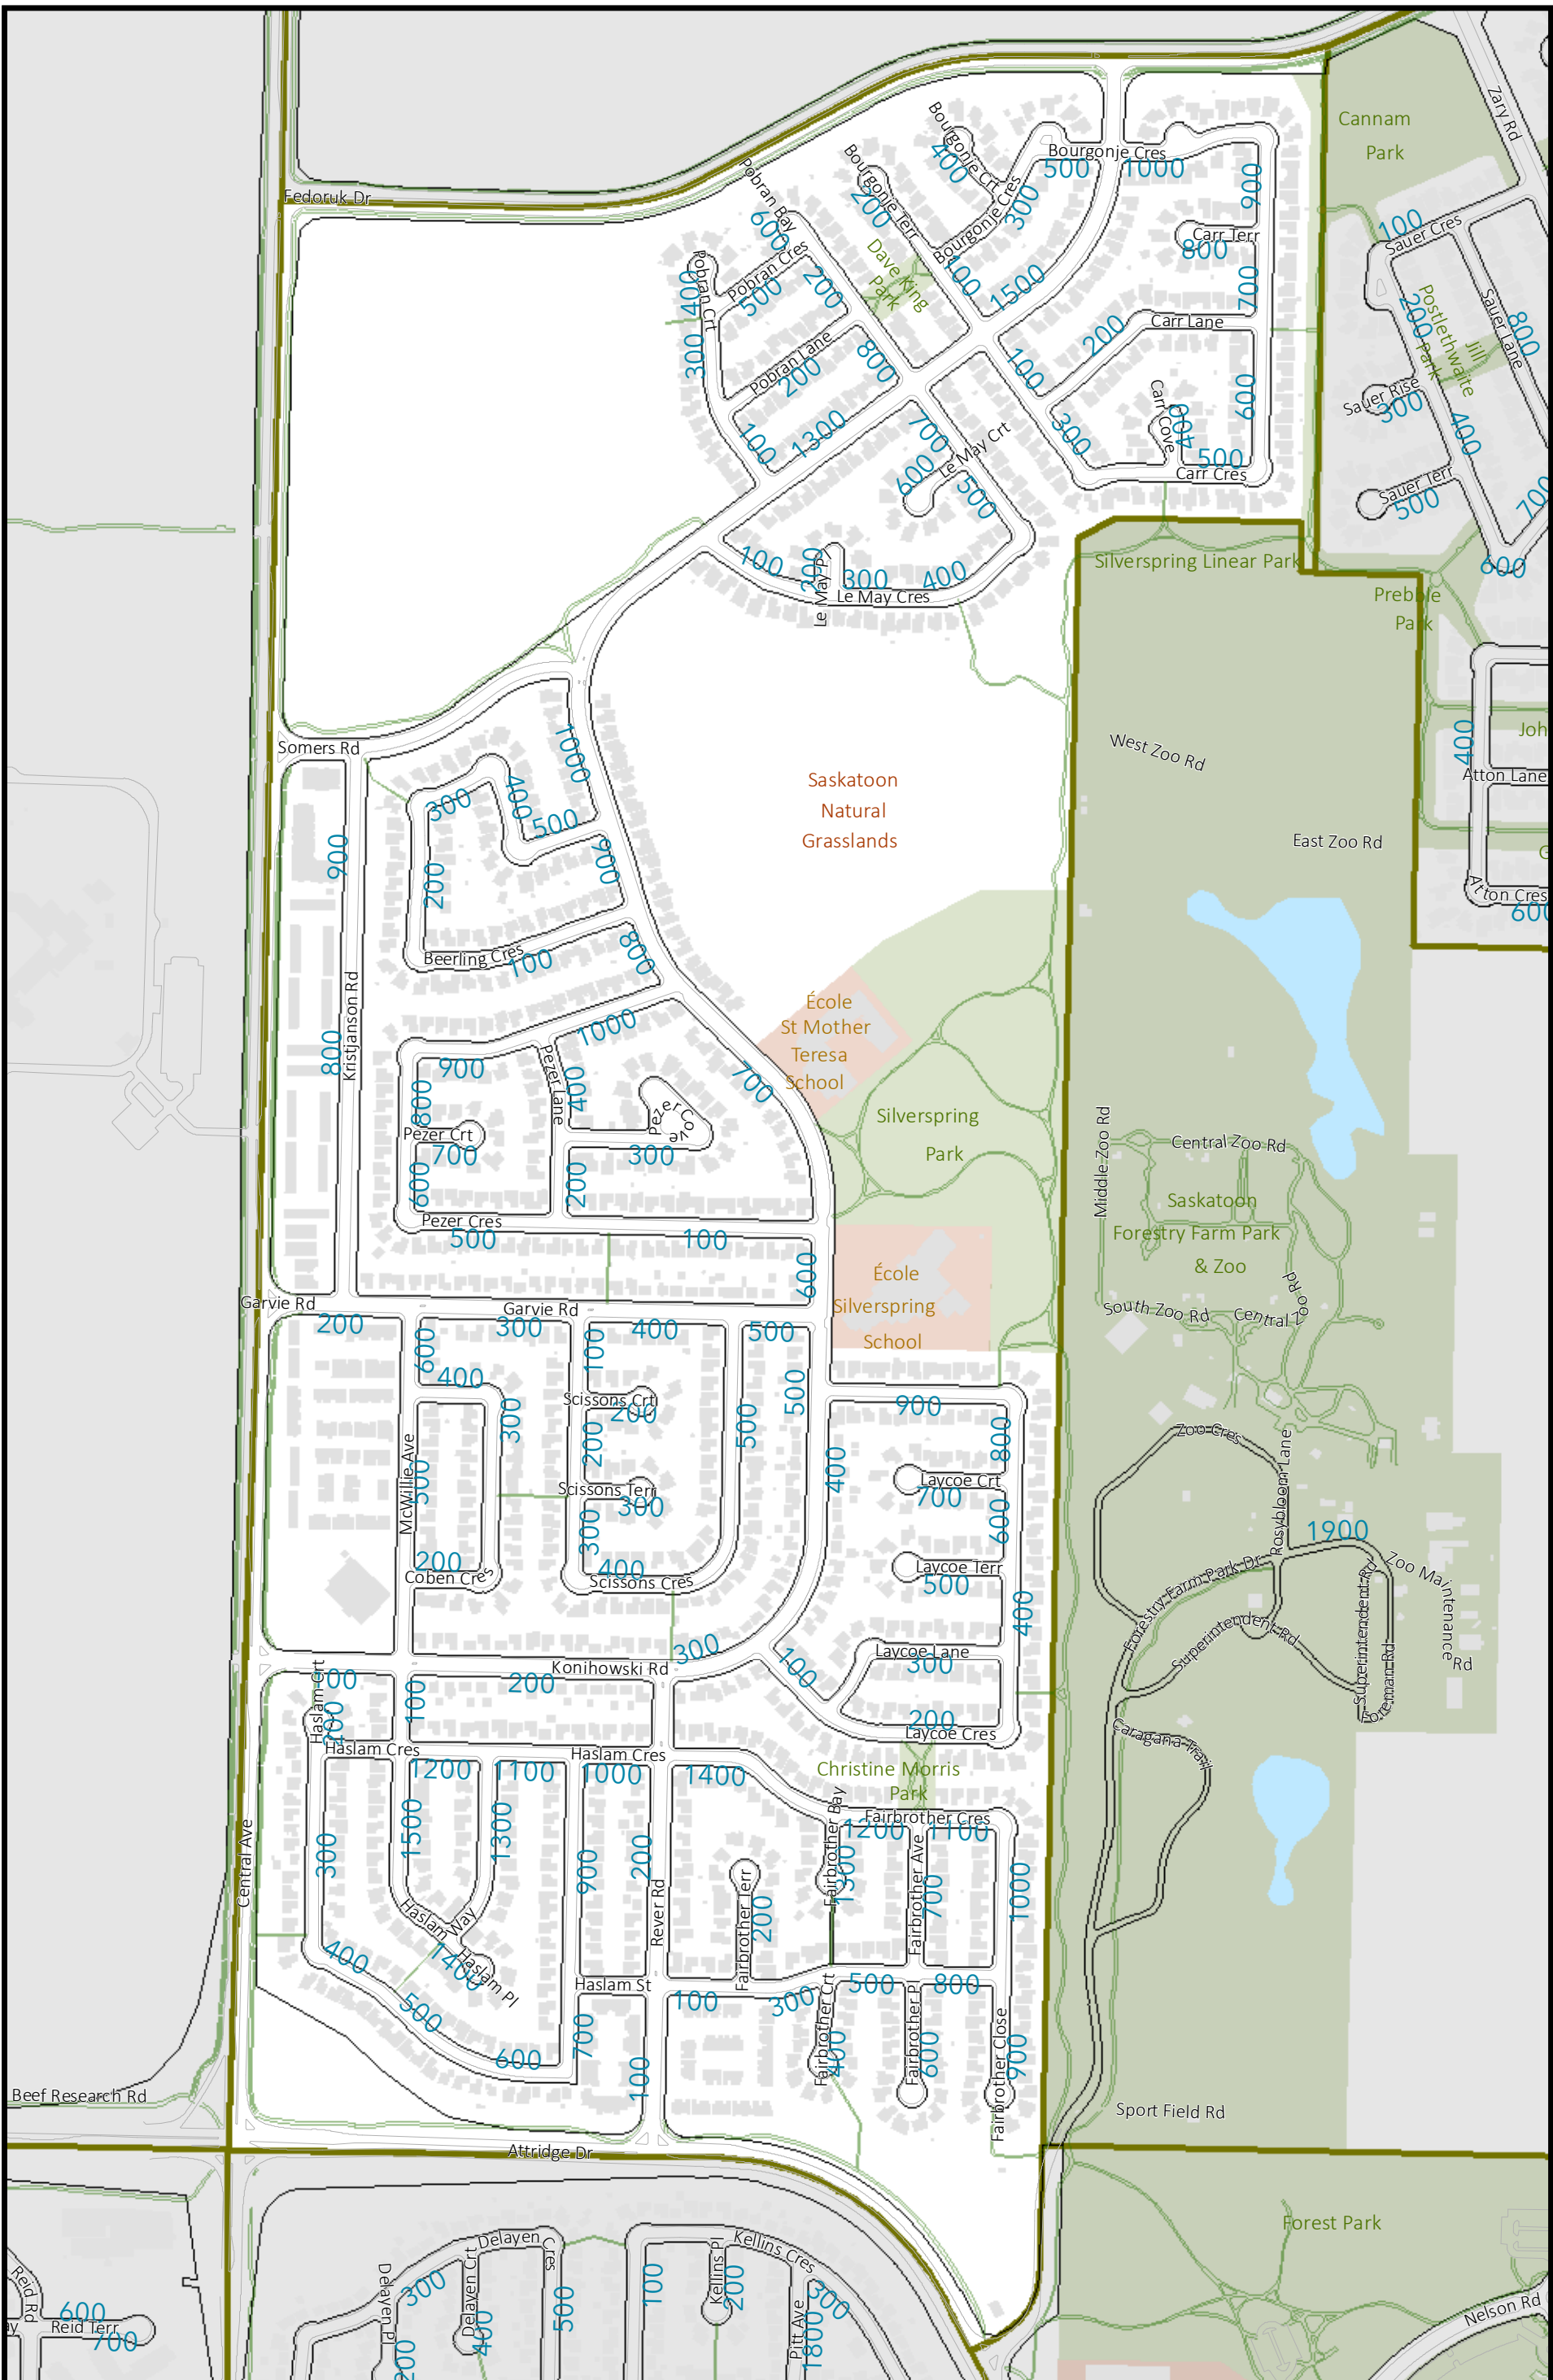 Fedoruk Dr
Zary Rd
Cannam
Park
Bourgonje Crt
400
Bourgonje Cres
500
1000
900
Bourgonje Terr
200
Bourgonje Cres
300
Pobran Bay
600
Carr Terr
800
100
Sauer Cres
Pobran Crt
400
Pobran Cres
500
200
Dave King
Park
100
1500
700
200
Jill
Postlethwaite
Park
Sauer Lane
800
300
Pobran Lane
200
800
Carr Lane
200
100
Sauer Rise
300
400
100
1300
700
Le May Crt
600
500
300
Carr Cove
400
600
500
Carr Cres
Sauer Terr
500
700
600
100
Le May Pl
200
300
400
Le May Cres
Silverspring Linear Park
Prebble
Park
Somers Rd
1000
West Zoo Rd
400
Joh
Atton Lane
Saskatoon
Natural
Grasslands
East Zoo Rd
300
400
500
900
900
200
Atton Cres
600
G
Beerling Cres
100
800
Kristjanson Rd
800
École
St Mother
Teresa
School
1000
900
Pezer Lane
400
700
800
Pezer Crt
700
Pezer Cove
300
600
200
Silverspring
Park
Middle Zoo Rd
Central Zoo Rd
Saskatoon
Forestry Farm Park
& Zoo
Pezer Cres
500
100
600
École
Silverspring
School
South Zoo Rd
Central Zoo Rd
Garvie Rd
200
Garvie Rd
300
400
500
600
400
100
300
Scissons Crt
200
500
500
900
800
McWillie Ave
500
200
Scissons Terr
300
400
Laycoe Crt
700
600
Zoo Cres
Rosybloom Lane
1900
200
Coben Cres
300
400
Scissons Cres
Laycoe Terr
500
400
Forestry Farm Park Dr
Superintendent Rd
Superintendent Rd
Zoo Maintenance Rd
Foreman Rd
Konihowski Rd
200
300
100
Laycoe Lane
300
Haslam Crt
200
100
200
Laycoe Cres
Caragana Trail
Haslam Cres
1200
1100
Haslam Cres
1000
1400
Christine Morris
Park
Fairbrother Bay
Fairbrother Cres
1200
1100
Central Ave
300
1500
1300
900
200
Rever Rd
Fairbrother Terr
200
1300
Fairbrother Ave
700
1000
Haslam Way
1400
Haslam Pl
400
500
600
Haslam St
700
100
100
300
500
800
Fairbrother Crt
400
Fairbrother Pl
600
Fairbrother Close
900
Beef Research Rd
Sport Field Rd
Attridge Dr
Forest Park
Delayen Cres
Delayen Pl
300
Delayen Crt
400
500
200
100
Kellins Pl
200
Kellins Cres
300
Pitt Ave
1800
Reid Rd
600
Reid Terr
700
ay
Nelson Rd